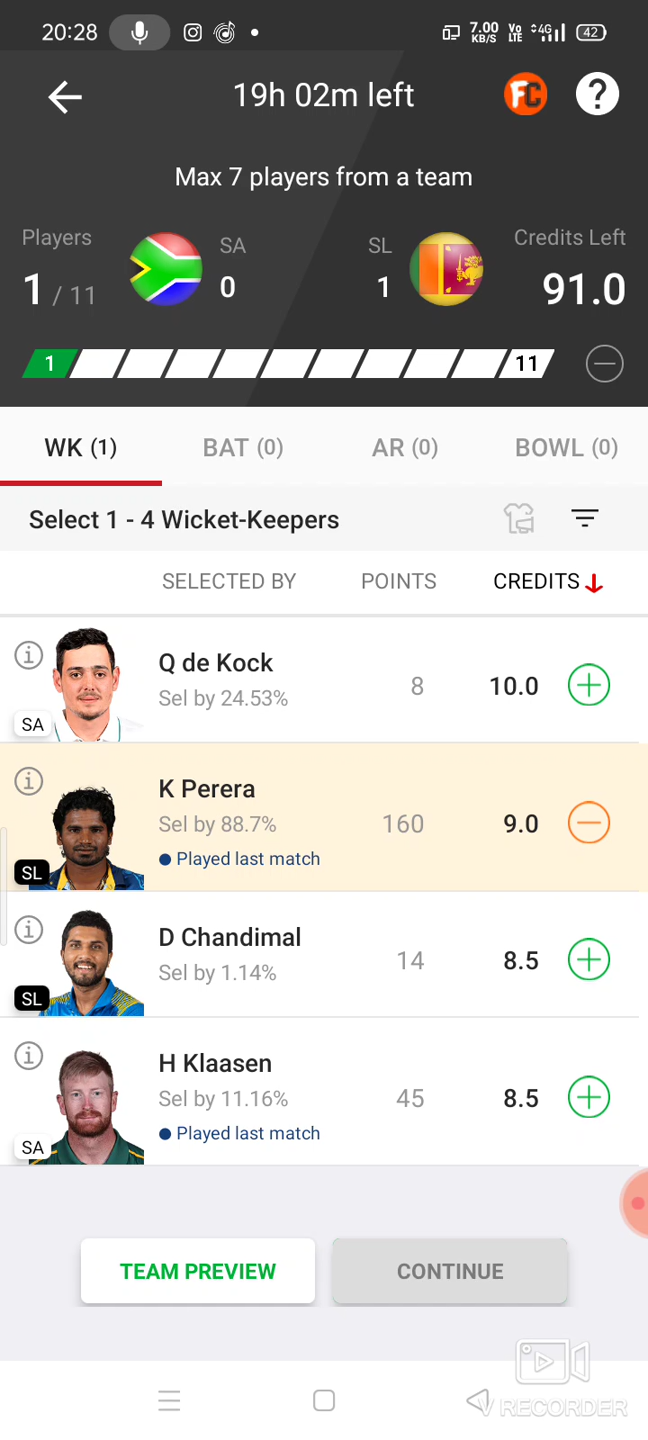 20:28
7.00 KB/S VoLTE 4G 42
19h 02m left
FC ?
Max 7 players from a team
Players SA SL Credits Left
1 / 11 0 1 91.0
1 11
WK (1) BAT (0) AR (0) BOWL (0)
Select 1 - 4 Wicket-Keepers
SELECTED BY POINTS CREDITS
Q de Kock
Sel by 24.53% 8 10.0
SA
K Perera
Sel by 88.7% 160 9.0
Played last match
SL
D Chandimal
Sel by 1.14% 14 8.5
SL
H Klaasen
Sel by 11.16% 45 8.5
Played last match
SA
TEAM PREVIEW CONTINUE
V RECORDER